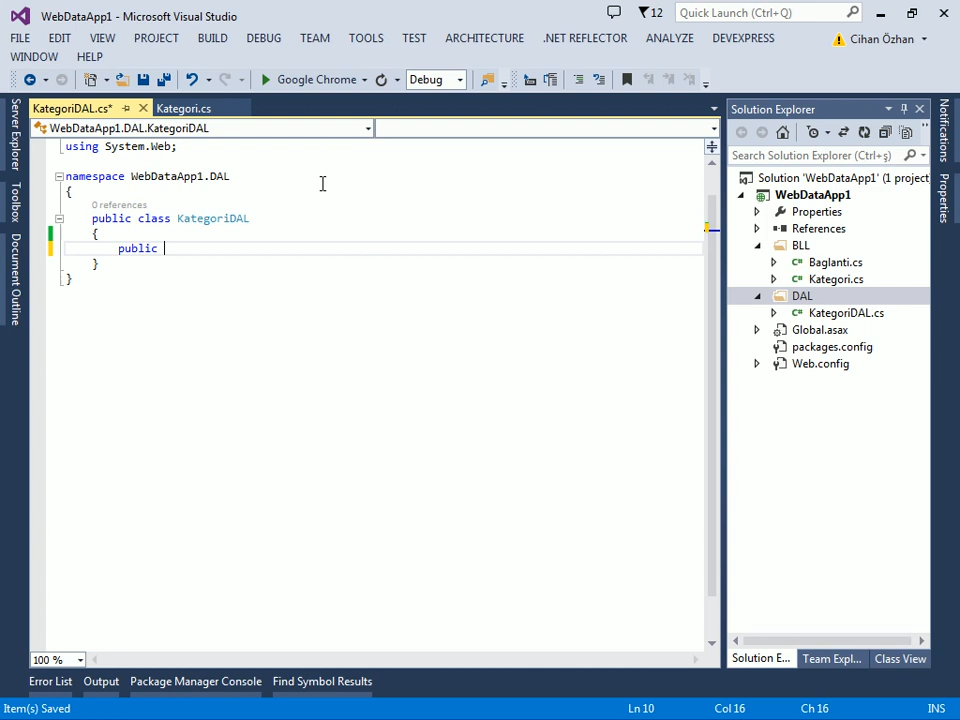 WebDataApp1 - Microsoft Visual Studio
12
Quick Launch (Ctrl+Q)
FILE EDIT VIEW PROJECT BUILD DEBUG TEAM TOOLS TEST ARCHITECTURE .NET REFLECTOR ANALYZE DEVEXPRESS
Cihan Özhan
WINDOW HELP
Google Chrome
Debug
Server Explorer
Toolbox
Document Outline
KategoriDAL.cs*
Kategori.cs
WebDataApp1.DAL.KategoriDAL
using System.Web;
namespace WebDataApp1.DAL
{
0 references
public class KategoriDAL
{
public
}
}
100 %
Solution Explorer
Search Solution Explorer (Ctrl+ş)
Solution 'WebDataApp1' (1 project
WebDataApp1
Properties
References
BLL
C# Baglanti.cs
C# Kategori.cs
DAL
C# KategoriDAL.cs
Global.asax
packages.config
Web.config
Solution E... Team Expl... Class View
Notifications
Properties
Error List Output Package Manager Console Find Symbol Results
Item(s) Saved
Ln 10 Col 16 Ch 16 INS